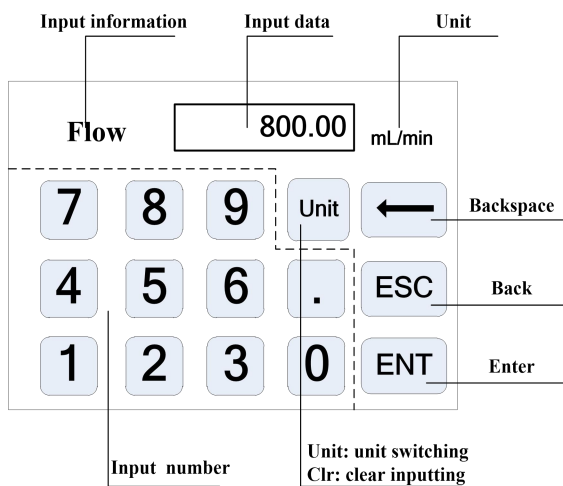 Input information Input data Unit
Flow 800.00 mL/min
7 8 9 Unit
Backspace
4 5 6 . ESC Back
1 2 3 0 ENT Enter
Input number
Unit: unit switching
Clr: clear inputting